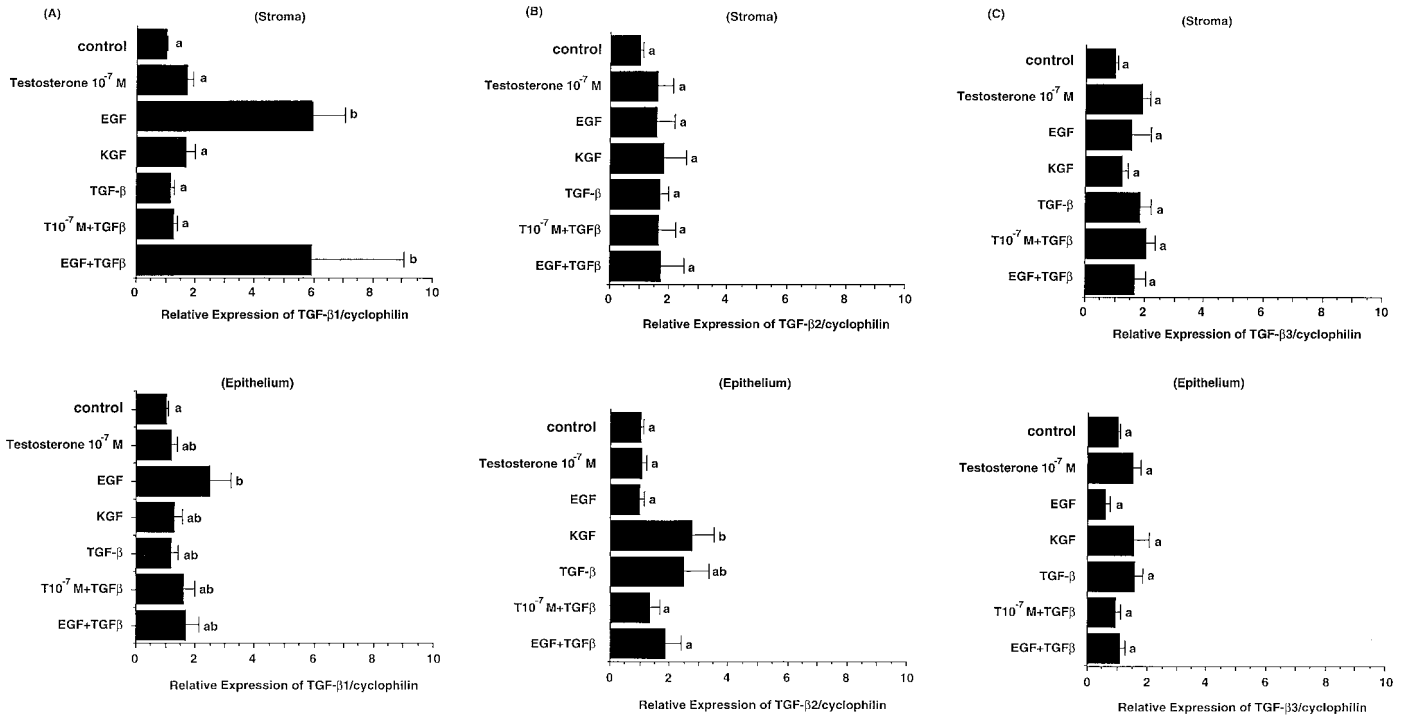 (A)
(Stroma)
control a
Testosterone 10⁻⁷ M a
EGF b
KGF a
TGF-β a
T10⁻⁷ M+TGFβ a
EGF+TGFβ b
0 2 4 6 8 10
Relative Expression of TGF-β1/cyclophilin
(Epithelium)
control a
Testosterone 10⁻⁷ M ab
EGF b
KGF ab
TGF-β ab
T10⁻⁷ M+TGFβ ab
EGF+TGFβ ab
0 2 4 6 8 10
Relative Expression of TGF-β1/cyclophilin
(B)
(Stroma)
control a
Testosterone 10⁻⁷ M a
EGF a
KGF a
TGF-β a
T10⁻⁷ M+TGFβ a
EGF+TGFβ a
0 2 4 6 8 10
Relative Expression of TGF-β2/cyclophilin
(Epithelium)
control a
Testosterone 10⁻⁷ M a
EGF a
KGF b
TGF-β ab
T10⁻⁷ M+TGFβ a
EGF+TGFβ a
0 2 4 6 8 10
Relative Expression of TGF-β2/cyclophilin
(C)
(Stroma)
control a
Testosterone 10⁻⁷ M a
EGF a
KGF a
TGF-β a
T10⁻⁷ M+TGFβ a
EGF+TGFβ a
0 2 4 6 8 10
Relative Expression of TGF-β3/cyclophilin
(Epithelium)
control a
Testosterone 10⁻⁷ M a
EGF a
KGF a
TGF-β a
T10⁻⁷ M+TGFβ a
EGF+TGFβ a
0 2 4 6 8 10
Relative Expression of TGF-β3/cyclophilin